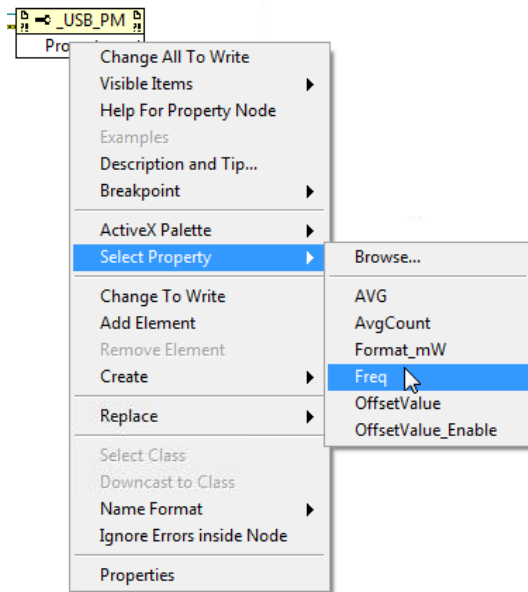 _USB_PM
Change All To Write
Visible Items
Help For Property Node
Examples
Description and Tip...
Breakpoint
ActiveX Palette
Select Property
Change To Write
Add Element
Remove Element
Create
Replace
Select Class
Downcast to Class
Name Format
Ignore Errors inside Node
Properties
Browse...
AVG
AvgCount
Format_mW
Freq
OffsetValue
OffsetValue_Enable